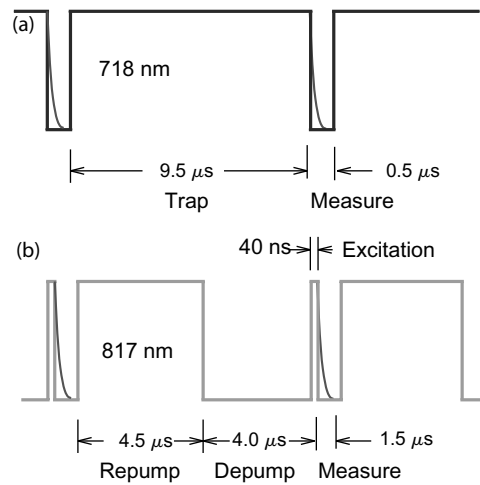 (a)
718 nm
9.5 μs
0.5 μs
Trap
Measure
40 ns
Excitation
(b)
817 nm
4.5 μs
4.0 μs
1.5 μs
Repump
Depump
Measure